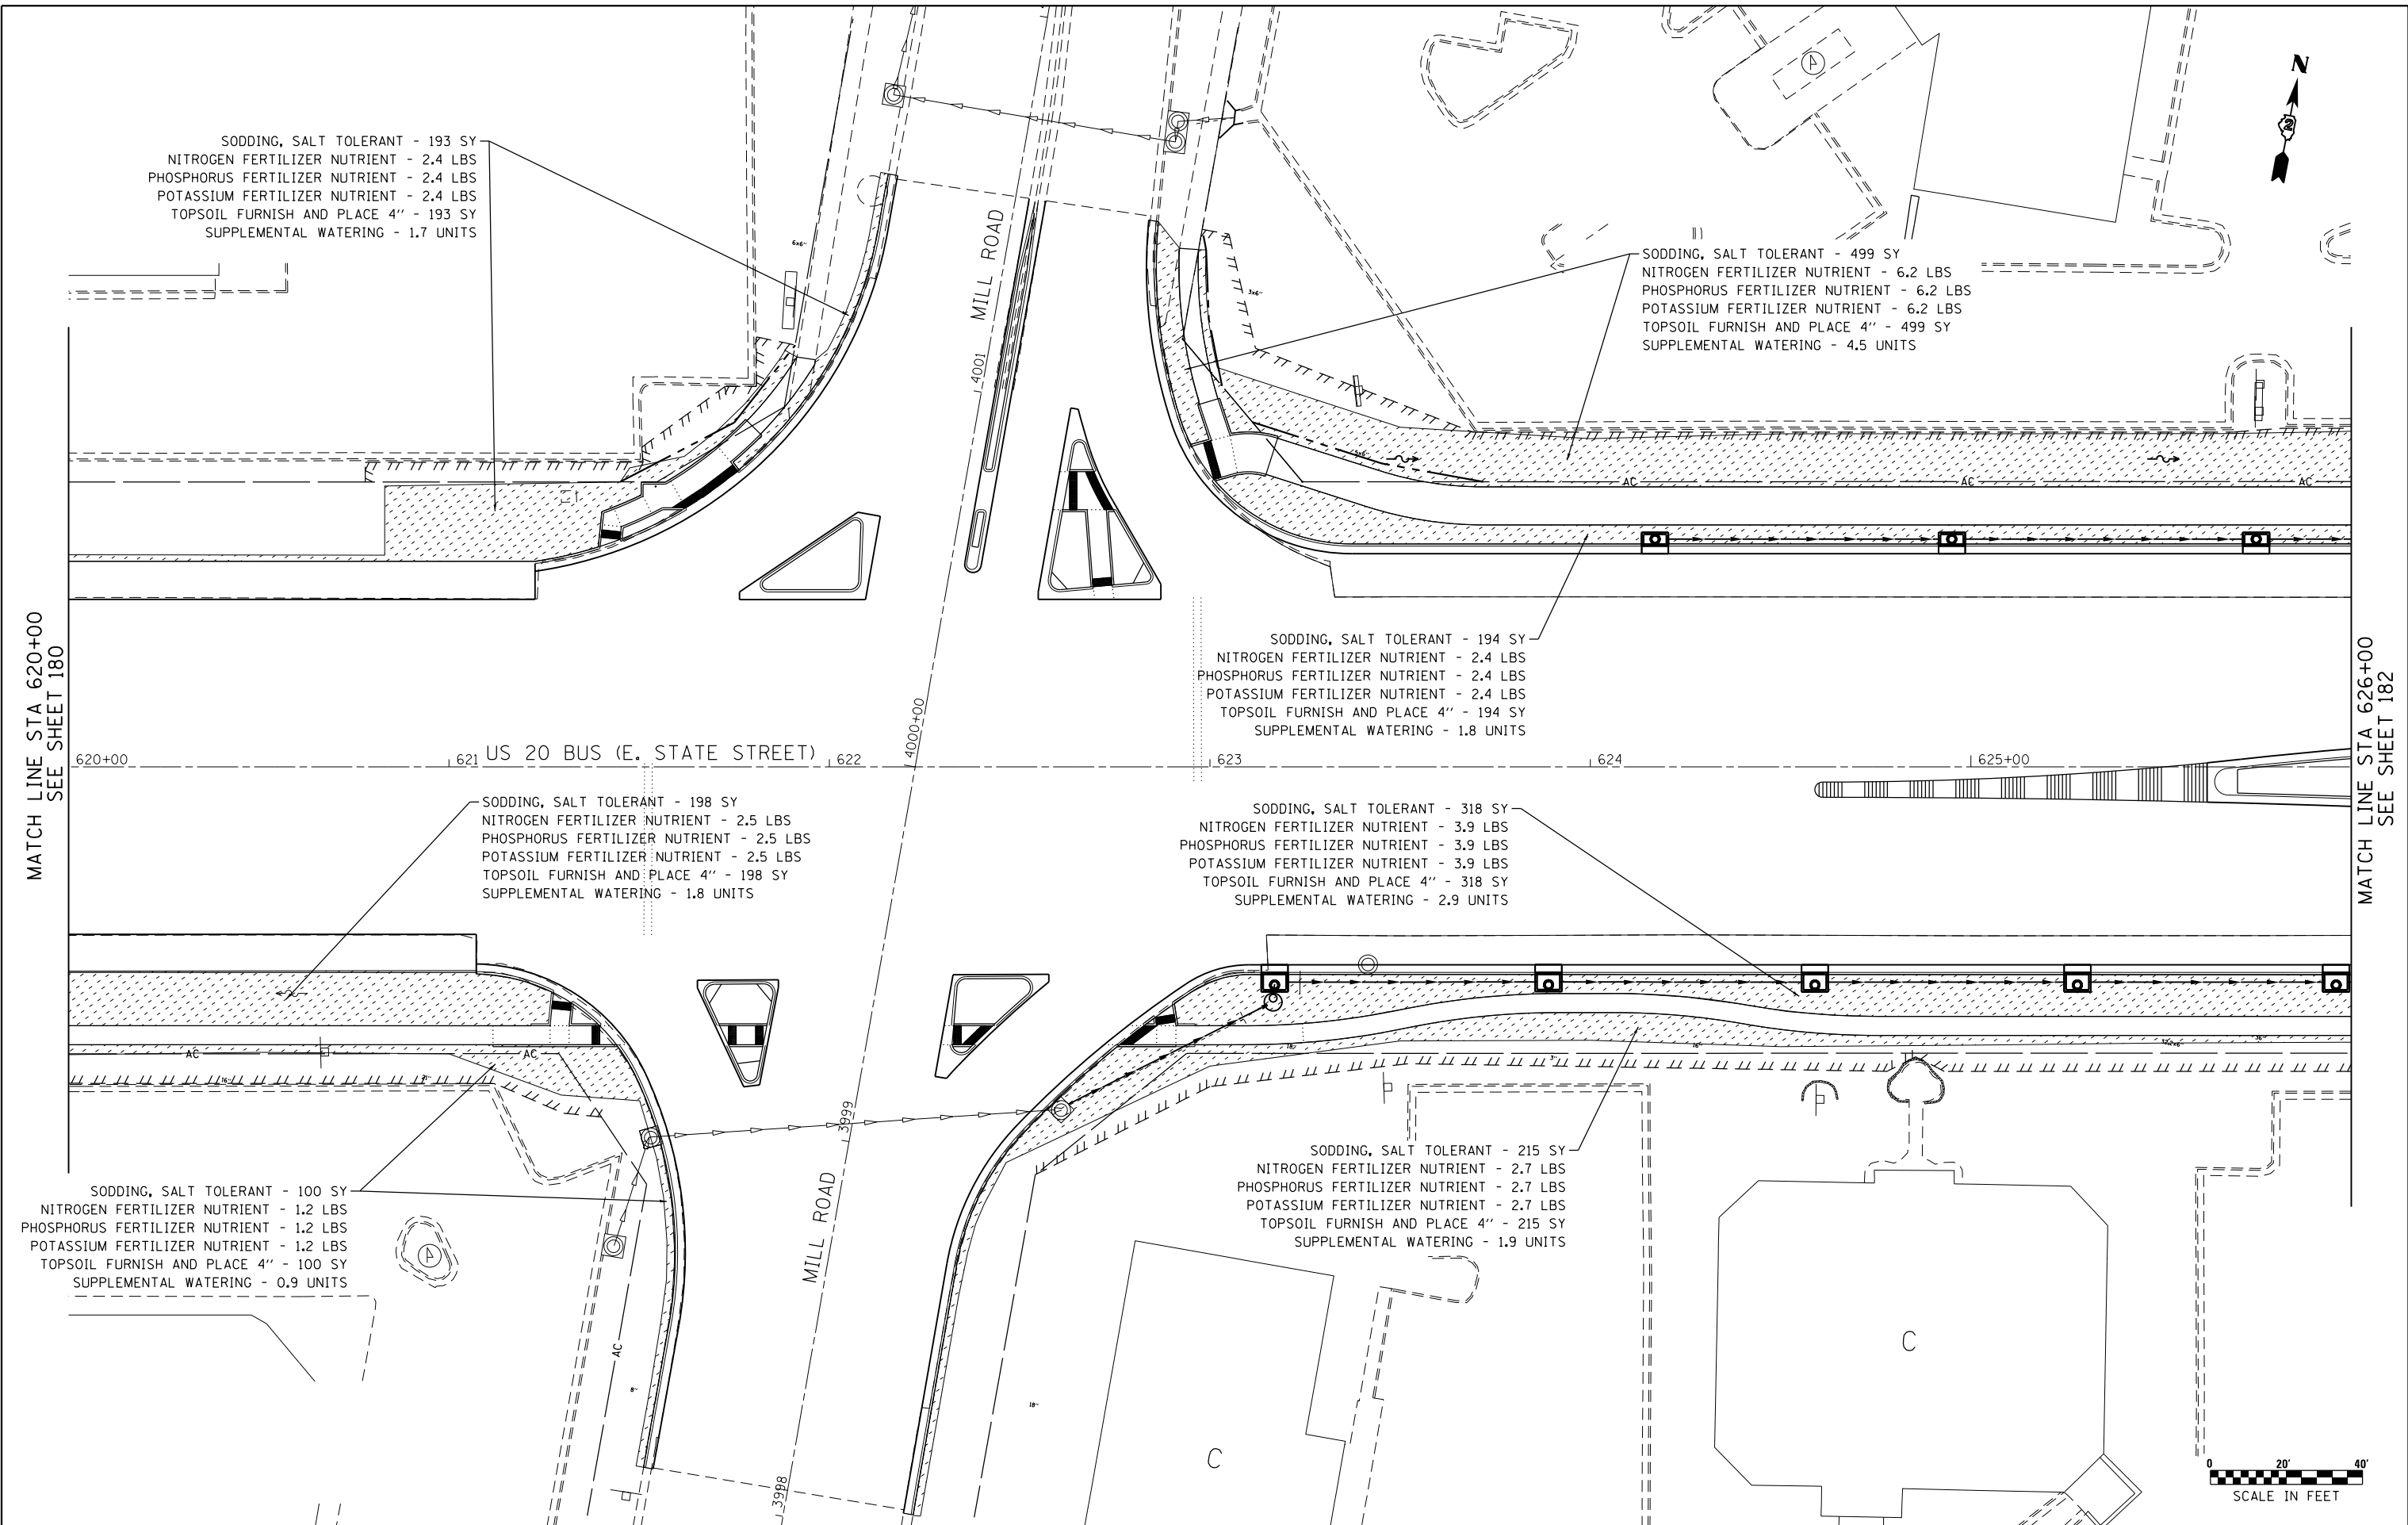 N
2
SODDING, SALT TOLERANT - 193 SY
NITROGEN FERTILIZER NUTRIENT - 2.4 LBS
PHOSPHORUS FERTILIZER NUTRIENT - 2.4 LBS
POTASSIUM FERTILIZER NUTRIENT - 2.4 LBS
TOPSOIL FURNISH AND PLACE 4'' - 193 SY
SUPPLEMENTAL WATERING - 1.7 UNITS
MILL ROAD
4001
SODDING, SALT TOLERANT - 499 SY
NITROGEN FERTILIZER NUTRIENT - 6.2 LBS
PHOSPHORUS FERTILIZER NUTRIENT - 6.2 LBS
POTASSIUM FERTILIZER NUTRIENT - 6.2 LBS
TOPSOIL FURNISH AND PLACE 4'' - 499 SY
SUPPLEMENTAL WATERING - 4.5 UNITS
AC
AC
AC
MATCH LINE STA 620+00
SEE SHEET 180
SODDING, SALT TOLERANT - 194 SY
NITROGEN FERTILIZER NUTRIENT - 2.4 LBS
PHOSPHORUS FERTILIZER NUTRIENT - 2.4 LBS
POTASSIUM FERTILIZER NUTRIENT - 2.4 LBS
TOPSOIL FURNISH AND PLACE 4'' - 194 SY
SUPPLEMENTAL WATERING - 1.8 UNITS
MATCH LINE STA 626+00
SEE SHEET 182
4000+00
620+00
621
US 20 BUS (E. STATE STREET)
622
623
624
625+00
SODDING, SALT TOLERANT - 198 SY
NITROGEN FERTILIZER NUTRIENT - 2.5 LBS
PHOSPHORUS FERTILIZER NUTRIENT - 2.5 LBS
POTASSIUM FERTILIZER NUTRIENT - 2.5 LBS
TOPSOIL FURNISH AND PLACE 4'' - 198 SY
SUPPLEMENTAL WATERING - 1.8 UNITS
SODDING, SALT TOLERANT - 318 SY
NITROGEN FERTILIZER NUTRIENT - 3.9 LBS
PHOSPHORUS FERTILIZER NUTRIENT - 3.9 LBS
POTASSIUM FERTILIZER NUTRIENT - 3.9 LBS
TOPSOIL FURNISH AND PLACE 4'' - 318 SY
SUPPLEMENTAL WATERING - 2.9 UNITS
AC
AC
3999
SODDING, SALT TOLERANT - 100 SY
NITROGEN FERTILIZER NUTRIENT - 1.2 LBS
PHOSPHORUS FERTILIZER NUTRIENT - 1.2 LBS
POTASSIUM FERTILIZER NUTRIENT - 1.2 LBS
TOPSOIL FURNISH AND PLACE 4'' - 100 SY
SUPPLEMENTAL WATERING - 0.9 UNITS
MILL ROAD
SODDING, SALT TOLERANT - 215 SY
NITROGEN FERTILIZER NUTRIENT - 2.7 LBS
PHOSPHORUS FERTILIZER NUTRIENT - 2.7 LBS
POTASSIUM FERTILIZER NUTRIENT - 2.7 LBS
TOPSOIL FURNISH AND PLACE 4'' - 215 SY
SUPPLEMENTAL WATERING - 1.9 UNITS
AC
3998
C
C
0 20' 40'
SCALE IN FEET